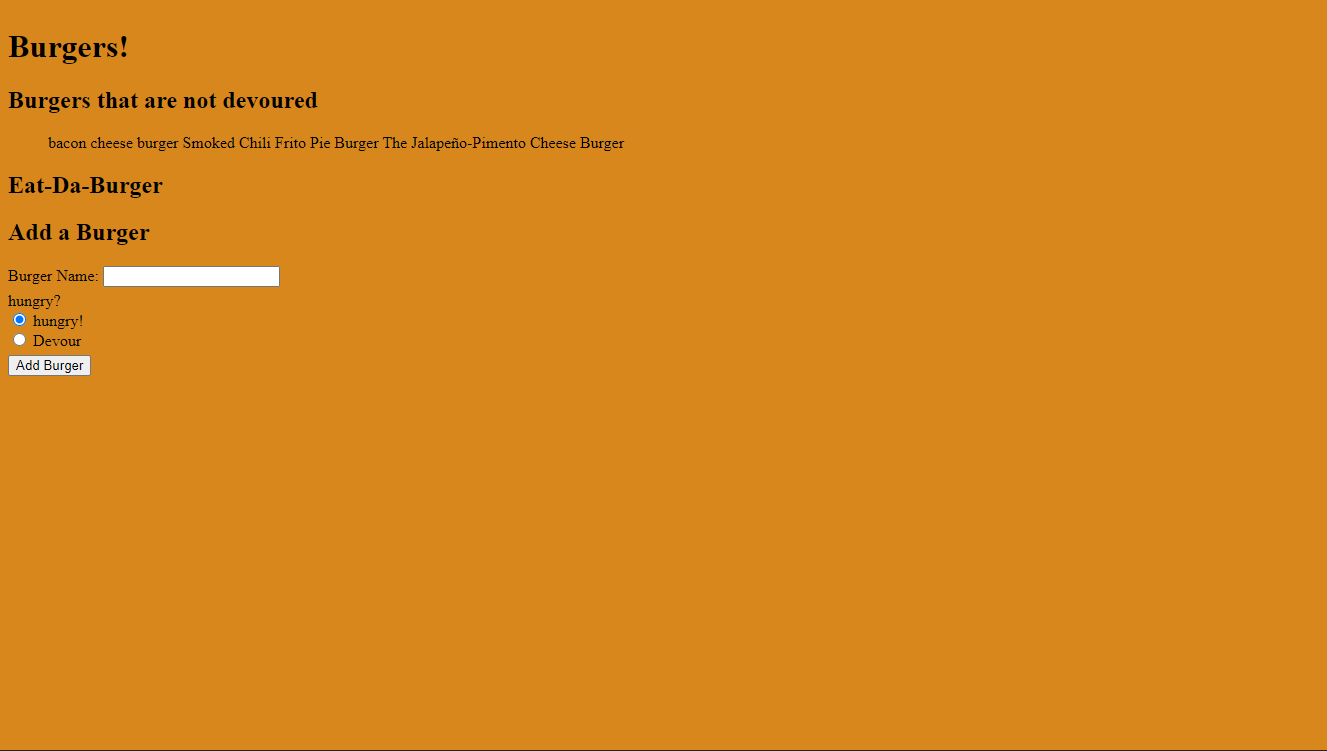 Burgers!
Burgers that are not devoured
bacon cheese burger Smoked Chili Frito Pie Burger The Jalapeño-Pimento Cheese Burger
Eat-Da-Burger
Add a Burger
Burger Name:
hungry?
hungry!
Devour
Add Burger